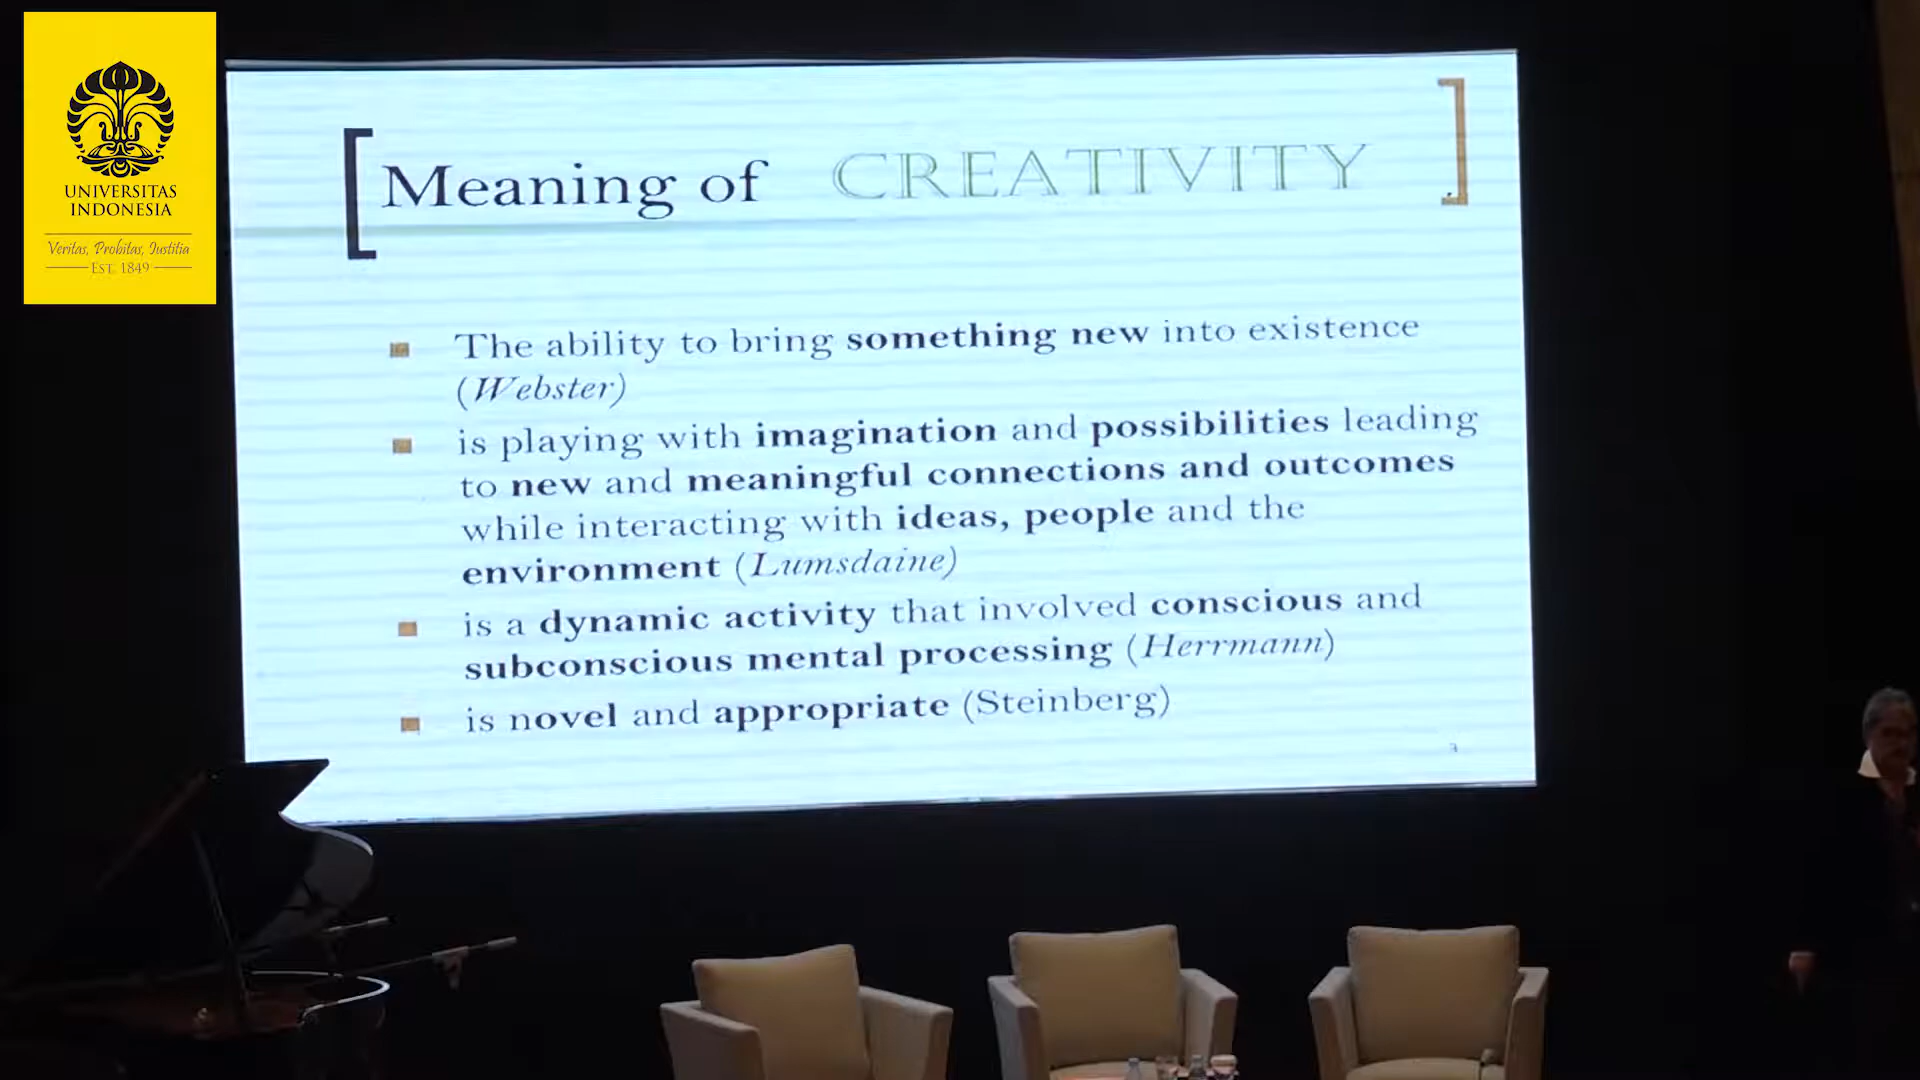 UNIVERSITAS
INDONESIA
Veritas, Probitas, Iustitia
EST. 1849
Meaning of CREATIVITY
The ability to bring something new into existence
(Webster)
is playing with imagination and possibilities leading
to new and meaningful connections and outcomes
while interacting with ideas, people and the
environment (Lumsdaine)
is a dynamic activity that involved conscious and
subconscious mental processing (Herrmann)
is novel and appropriate (Steinberg)
3